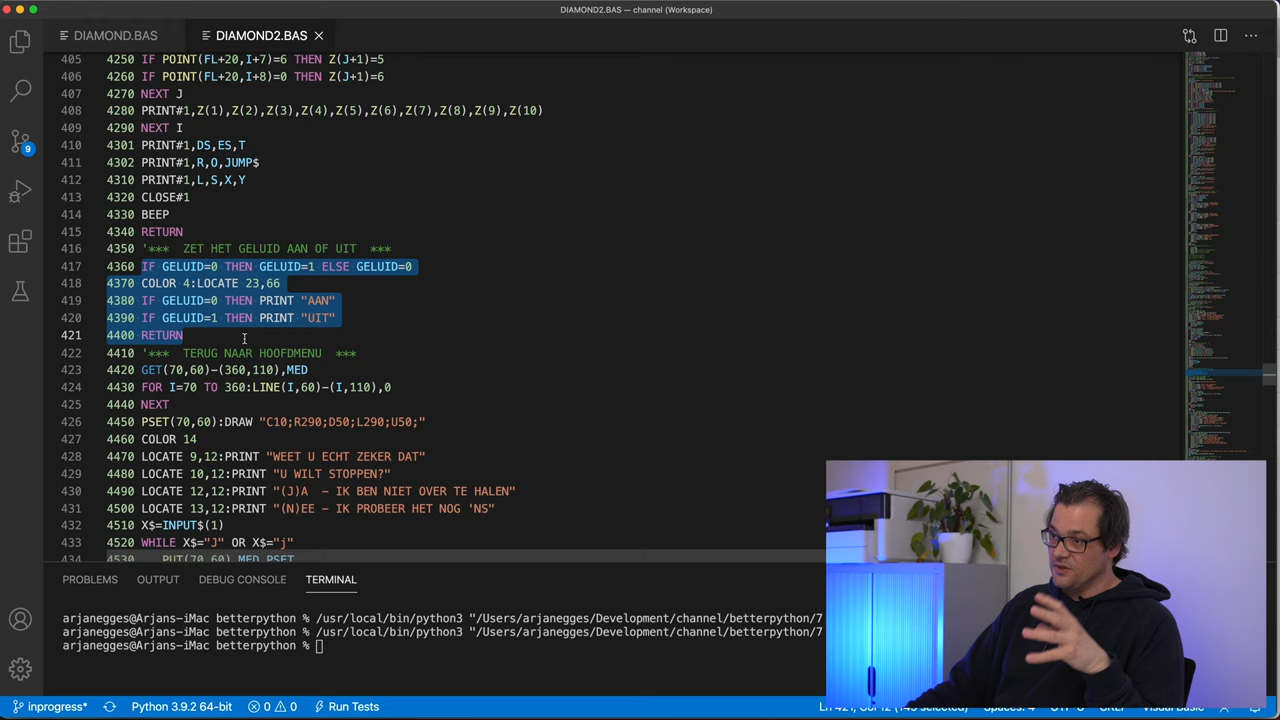 DIAMOND2.BAS — channel (Workspace)
DIAMOND.BAS
DIAMOND2.BAS
405 4250 IF POINT(FL+20,I+7)=6 THEN Z(J+1)=5
406 4260 IF POINT(FL+20,I+8)=0 THEN Z(J+1)=6
407 4270 NEXT J
408 4280 PRINT#1,Z(1),Z(2),Z(3),Z(4),Z(5),Z(6),Z(7),Z(8),Z(9),Z(10)
409 4290 NEXT I
410 4301 PRINT#1,DS,ES,T
411 4302 PRINT#1,R,O,JUMP$
412 4310 PRINT#1,L,S,X,Y
413 4320 CLOSE#1
414 4330 BEEP
415 4340 RETURN
416 4350 '*** ZET HET GELUID AAN OF UIT ***
417 4360 IF GELUID=0 THEN GELUID=1 ELSE GELUID=0
418 4370 COLOR 4:LOCATE 23,66
419 4380 IF GELUID=0 THEN PRINT "AAN"
420 4390 IF GELUID=1 THEN PRINT "UIT"
421 4400 RETURN
422 4410 '*** TERUG NAAR HOOFDMENU ***
423 4420 GET(70,60)-(360,110),MED
424 4430 FOR I=70 TO 360:LINE(I,60)-(I,110),0
425 4440 NEXT
426 4450 PSET(70,60):DRAW "C10;R290;D50;L290;U50;"
427 4460 COLOR 14
428 4470 LOCATE 9,12:PRINT "WEET U ECHT ZEKER DAT"
429 4480 LOCATE 10,12:PRINT "U WILT STOPPEN?"
430 4490 LOCATE 12,12:PRINT "(J)A - IK BEN NIET OVER TE HALEN"
431 4500 LOCATE 13,12:PRINT "(N)EE - IK PROBEER HET NOG 'NS"
432 4510 X$=INPUT$(1)
433 4520 WHILE X$="J" OR X$="j"
434 4530 PUT(70,60),MED,PSET
9
PROBLEMS OUTPUT DEBUG CONSOLE TERMINAL
arjanegges@Arjans-iMac betterpython % /usr/local/bin/python3 "/Users/arjanegges/Development/channel/betterpython/7
arjanegges@Arjans-iMac betterpython % /usr/local/bin/python3 "/Users/arjanegges/Development/channel/betterpython/7
arjanegges@Arjans-iMac betterpython %
inprogress* Python 3.9.2 64-bit 0 0 Run Tests